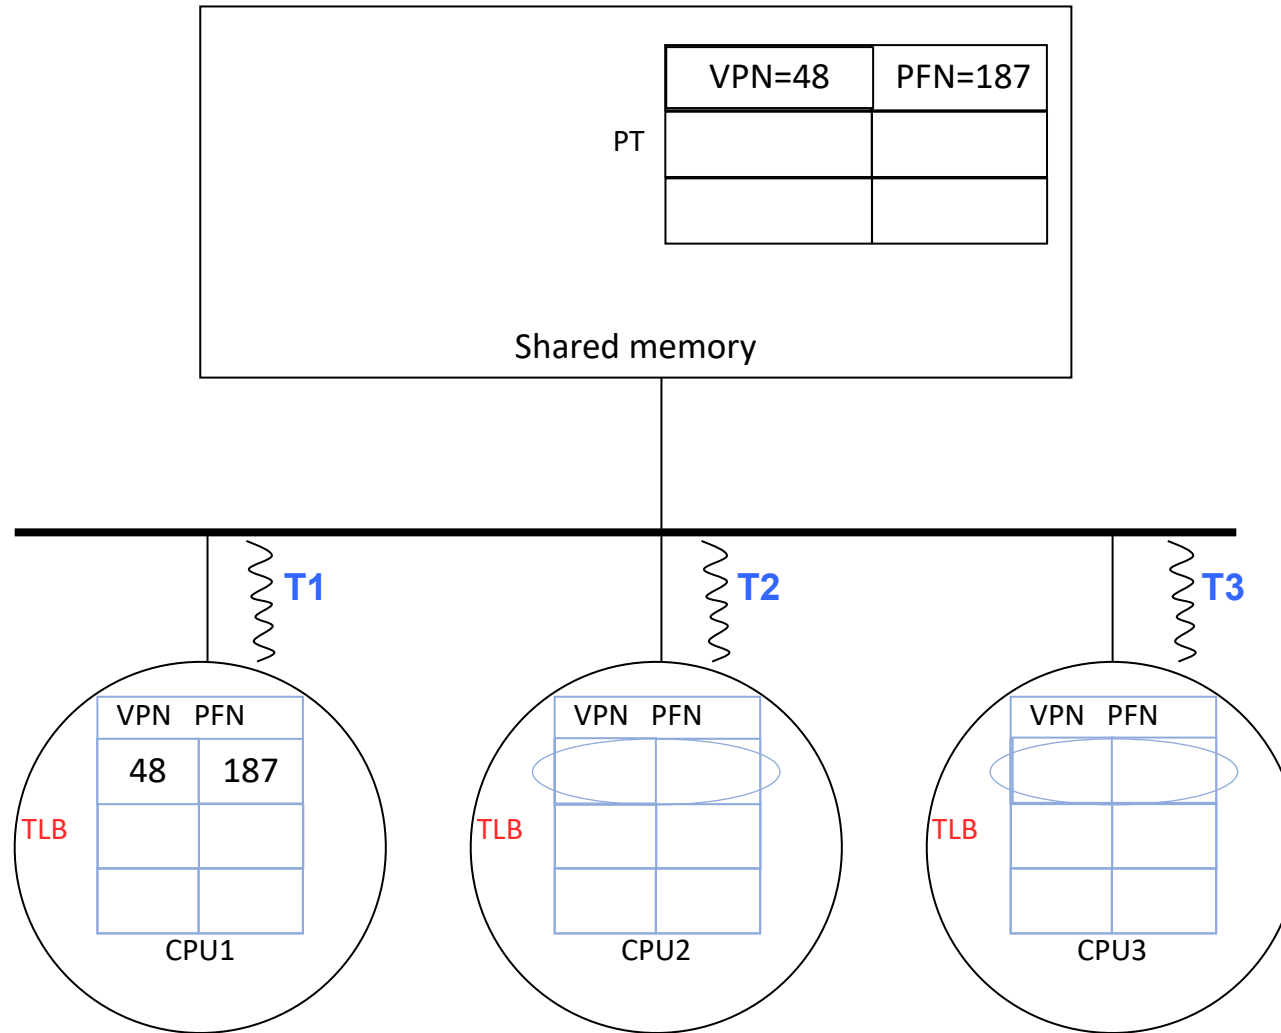 VPN=48 PFN=187
PT
Shared memory
T1 T2 T3
VPN PFN VPN PFN VPN PFN
48 187
TLB TLB TLB
CPU1 CPU2 CPU3